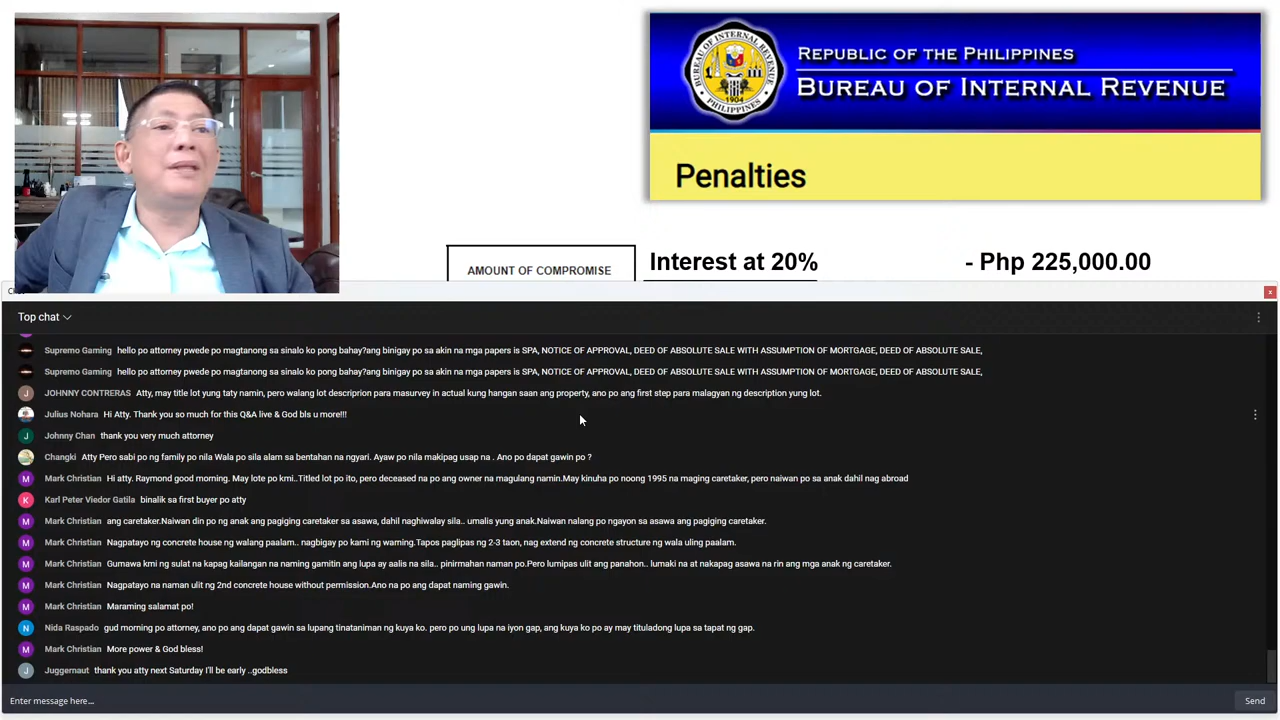 REPUBLIC OF THE PHILIPPINES
BUREAU OF INTERNAL REVENUE
BUREAU OF INTERNAL REVENUE
PHILIPPINES
1904
Penalties
AMOUNT OF COMPROMISE
Interest at 20% - Php 225,000.00
Top chat
Supremo Gaming hello po attorney pwede po magtanong sa sinalo ko pong bahay?ang binigay po sa akin na mga papers is SPA, NOTICE OF APPROVAL, DEED OF ABSOLUTE SALE WITH ASSUMPTION OF MORTGAGE, DEED OF ABSOLUTE SALE,
Supremo Gaming hello po attorney pwede po magtanong sa sinalo ko pong bahay?ang binigay po sa akin na mga papers is SPA, NOTICE OF APPROVAL, DEED OF ABSOLUTE SALE WITH ASSUMPTION OF MORTGAGE, DEED OF ABSOLUTE SALE,
J JOHNNY CONTRERAS Atty, may title lot yung taty namin, pero walang lot descriprion para masurvey in actual kung hangan saan ang property, ano po ang first step para malagyan ng description yung lot.
Julius Nohara Hi Atty. Thank you so much for this Q&A live & God bls u more!!!
J Johnny Chan thank you very much attorney
Changki Atty Pero sabi po ng family po nila Wala po sila alam sa bentahan na ngyari. Ayaw po nila makipag usap na . Ano po dapat gawin po ?
M Mark Christian Hi atty. Raymond good morning. May lote po kmi..Titled lot po ito, pero deceased na po ang owner na magulang namin.May kinuha po noong 1995 na maging caretaker, pero naiwan po sa anak dahil nag abroad
K Karl Peter Viedor Gatila binalik sa first buyer po atty
M Mark Christian ang caretaker.Naiwan din po ng anak ang pagiging caretaker sa asawa, dahil naghiwalay sila.. umalis yung anak.Naiwan nalang po ngayon sa asawa ang pagiging caretaker.
M Mark Christian Nagpatayo ng concrete house ng walang paalam.. nagbigay po kami ng warning.Tapos paglipas ng 2-3 taon, nag extend ng concrete structure ng wala uling paalam.
M Mark Christian Gumawa kmi ng sulat na kapag kailangan na naming gamitin ang lupa ay aalis na sila.. pinirmahan naman po.Pero lumipas ulit ang panahon.. lumaki na at nakapag asawa na rin ang mga anak ng caretaker.
M Mark Christian Nagpatayo na naman ulit ng 2nd concrete house without permission.Ano na po ang dapat naming gawin.
M Mark Christian Maraming salamat po!
N Nida Raspado gud morning po attorney, ano po ang dapat gawin sa lupang tinataniman ng kuya ko. pero po ung lupa na iyon gap, ang kuya ko po ay may tituladong lupa sa tapat ng gap.
M Mark Christian More power & God bless!
J Juggernaut thank you atty next Saturday I'll be early ..godbless
Enter message here...
Send